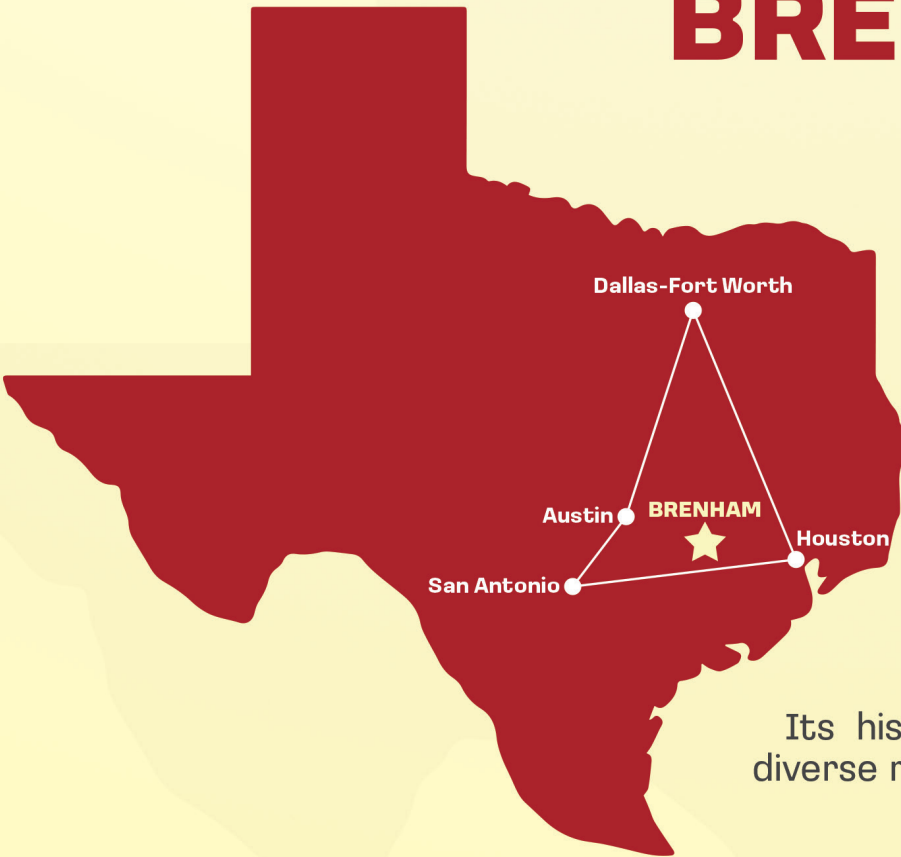 BRE
Dallas-Fort Worth
Austin
BRENHAM
Houston
San Antonio
Its his
diverse r